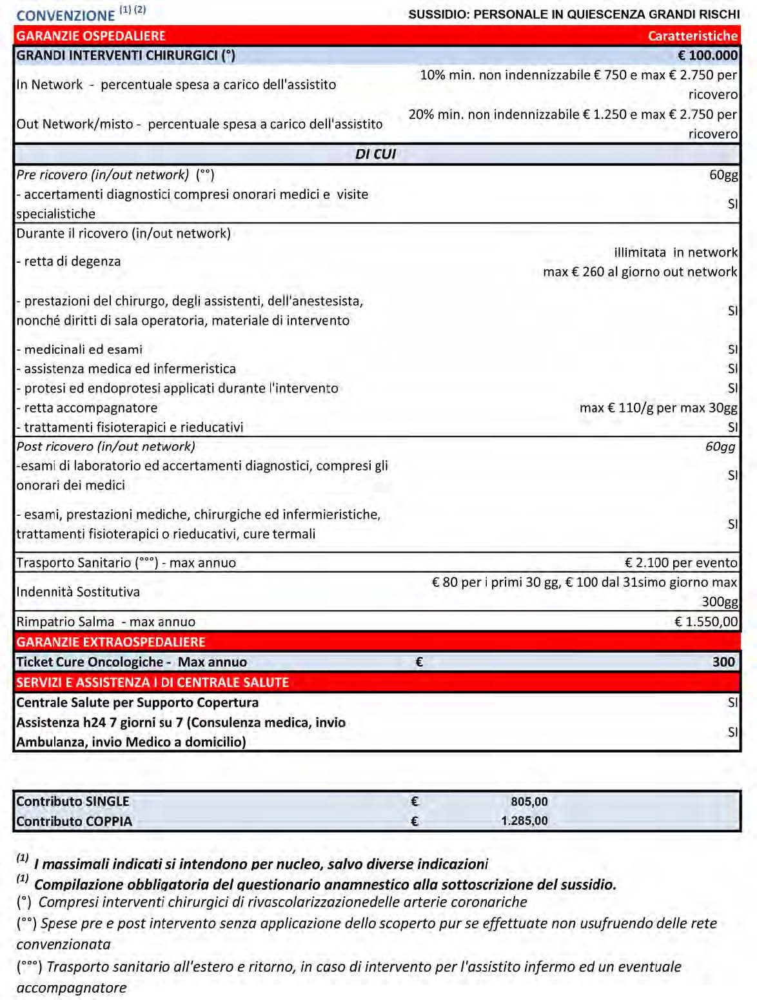 CONVENZIONE (1) (2) SUSSIDIO: PERSONALE IN QUIESCENZA GRANDI RISCHI
GARANZIE OSPEDALIERE Caratteristiche
GRANDI INTERVENTI CHIRURGICI (°) € 100.000
In Network - percentuale spesa a carico dell'assistito 10% min. non indennizzabile € 750 e max € 2.750 per
ricovero
Out Network/misto - percentuale spesa a carico dell'assistito 20% min. non indennizzabile € 1.250 e max € 2.750 per
ricovero
DI CUI
Pre ricovero (in/out network) (°°) 60gg
- accertamenti diagnostici compresi onorari medici e visite
specialistiche SI
Durante il ricovero (in/out network)
- retta di degenza illimitata in network
max € 260 al giorno out network
- prestazioni del chirurgo, degli assistenti, dell'anestesista,
nonché diritti di sala operatoria, materiale di intervento SI
- medicinali ed esami SI
- assistenza medica ed infermeristica SI
- protesi ed endoprotesi applicati durante l'intervento SI
- retta accompagnatore max € 110/g per max 30gg
- trattamenti fisioterapici e rieducativi SI
Post ricovero (in/out network) 60gg
-esami di laboratorio ed accertamenti diagnostici, compresi gli
onorari dei medici SI
- esami, prestazioni mediche, chirurgiche ed infermieristiche,
trattamenti fisioterapici o rieducativi, cure termali SI
Trasporto Sanitario (°°°) - max annuo € 2.100 per evento
Indennità Sostitutiva € 80 per i primi 30 gg, € 100 dal 31simo giorno max
300gg
Rimpatrio Salma - max annuo € 1.550,00
GARANZIE EXTRAOSPEDALIERE
Ticket Cure Oncologiche - Max annuo € 300
SERVIZI E ASSISTENZA I DI CENTRALE SALUTE
Centrale Salute per Supporto Copertura SI
Assistenza h24 7 giorni su 7 (Consulenza medica, invio
Ambulanza, invio Medico a domicilio) SI
Contributo SINGLE € 805,00
Contributo COPPIA € 1.285,00
(1) I massimali indicati si intendono per nucleo, salvo diverse indicazioni
(1) Compilazione obbligatoria del questionario anamnestico alla sottoscrizione del sussidio.
(°) Compresi interventi chirurgici di rivascolarizzazionedelle arterie coronariche
(°°) Spese pre e post intervento senza applicazione dello scoperto pur se effettuate non usufruendo delle rete
convenzionata
(°°°) Trasporto sanitario all'estero e ritorno, in caso di intervento per l'assistito infermo ed un eventuale
accompagnatore